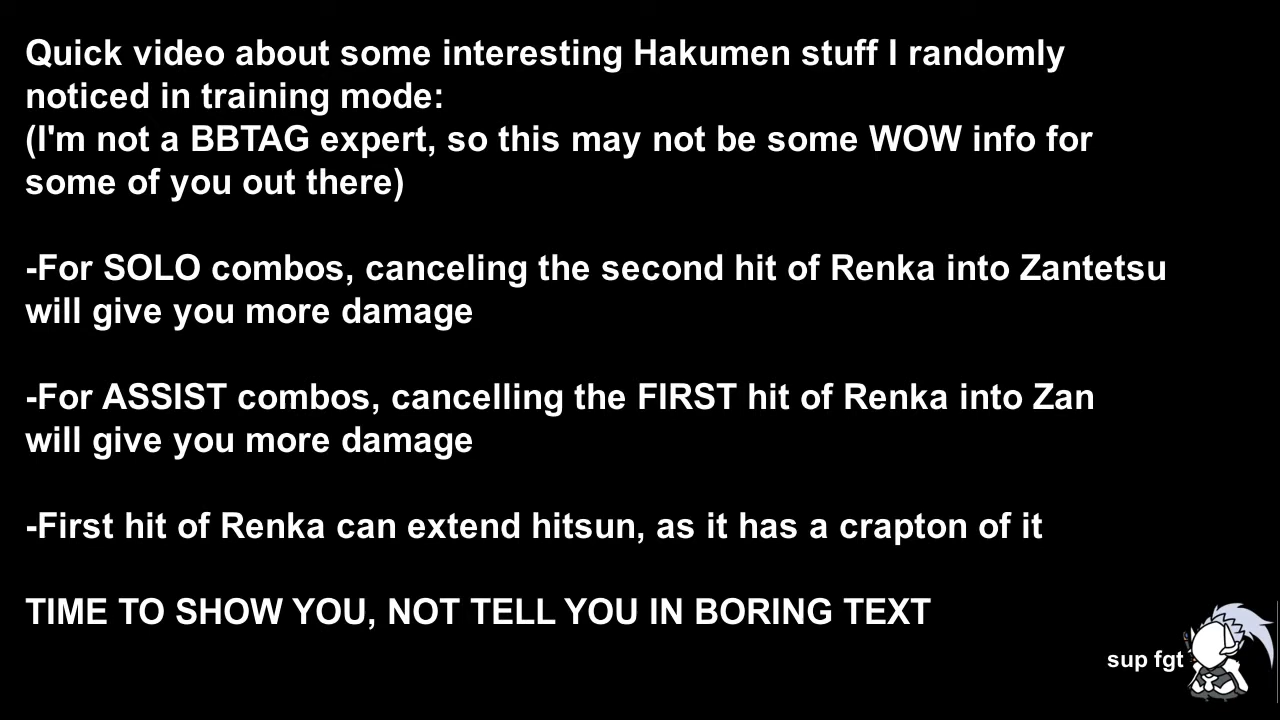 Quick video about some interesting Hakumen stuff I randomly
noticed in training mode:
(I'm not a BBTAG expert, so this may not be some WOW info for
some of you out there)
-For SOLO combos, canceling the second hit of Renka into Zantetsu
will give you more damage
-For ASSIST combos, cancelling the FIRST hit of Renka into Zan
will give you more damage
-First hit of Renka can extend hitsun, as it has a crapton of it
TIME TO SHOW YOU, NOT TELL YOU IN BORING TEXT
sup fgt